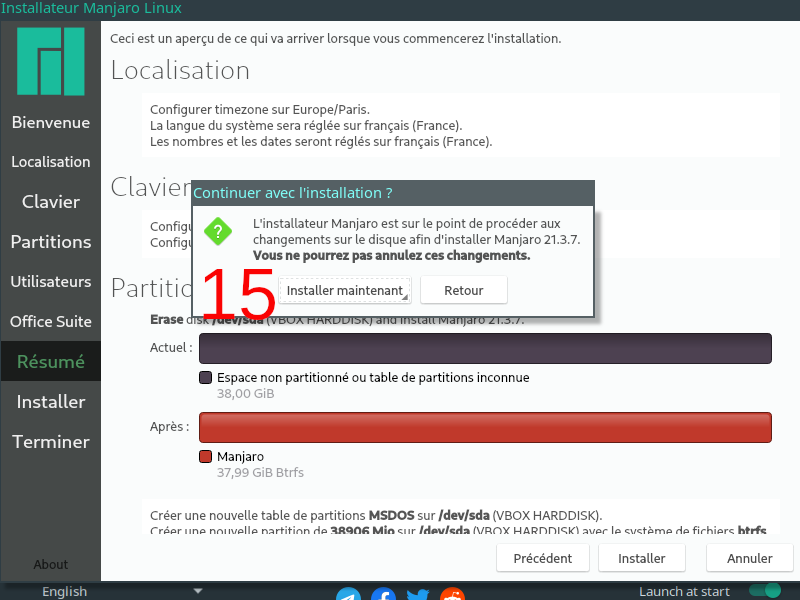 Installateur Manjaro Linux
Bienvenue
Localisation
Clavier
Partitions
Utilisateurs
Office Suite
Résumé
Installer
Terminer
About
Ceci est un aperçu de ce qui va arriver lorsque vous commencerez l'installation.
Localisation
Configurer timezone sur Europe/Paris.
La langue du système sera réglée sur français (France).
Les nombres et les dates seront réglés sur français (France).
Clavier
Continuer avec l'installation ?
L'installateur Manjaro est sur le point de procéder aux
changements sur le disque afin d'installer Manjaro 21.3.7.
Vous ne pourrez pas annulez ces changements.
15
Installer maintenant
Retour
Erase disk /dev/sda (VBOX HARDDISK) and install Manjaro 21.3.7.
Actuel :
Espace non partitionné ou table de partitions inconnue
38,00 GiB
Après :
Manjaro
37,99 GiB Btrfs
Créer une nouvelle table de partitions MSDOS sur /dev/sda (VBOX HARDDISK).
Créer une nouvelle partition de 38906 Mio sur /dev/sda (VBOX HARDDISK) avec le système de fichiers btrfs
Précédent
Installer
Annuler
English
Launch at start